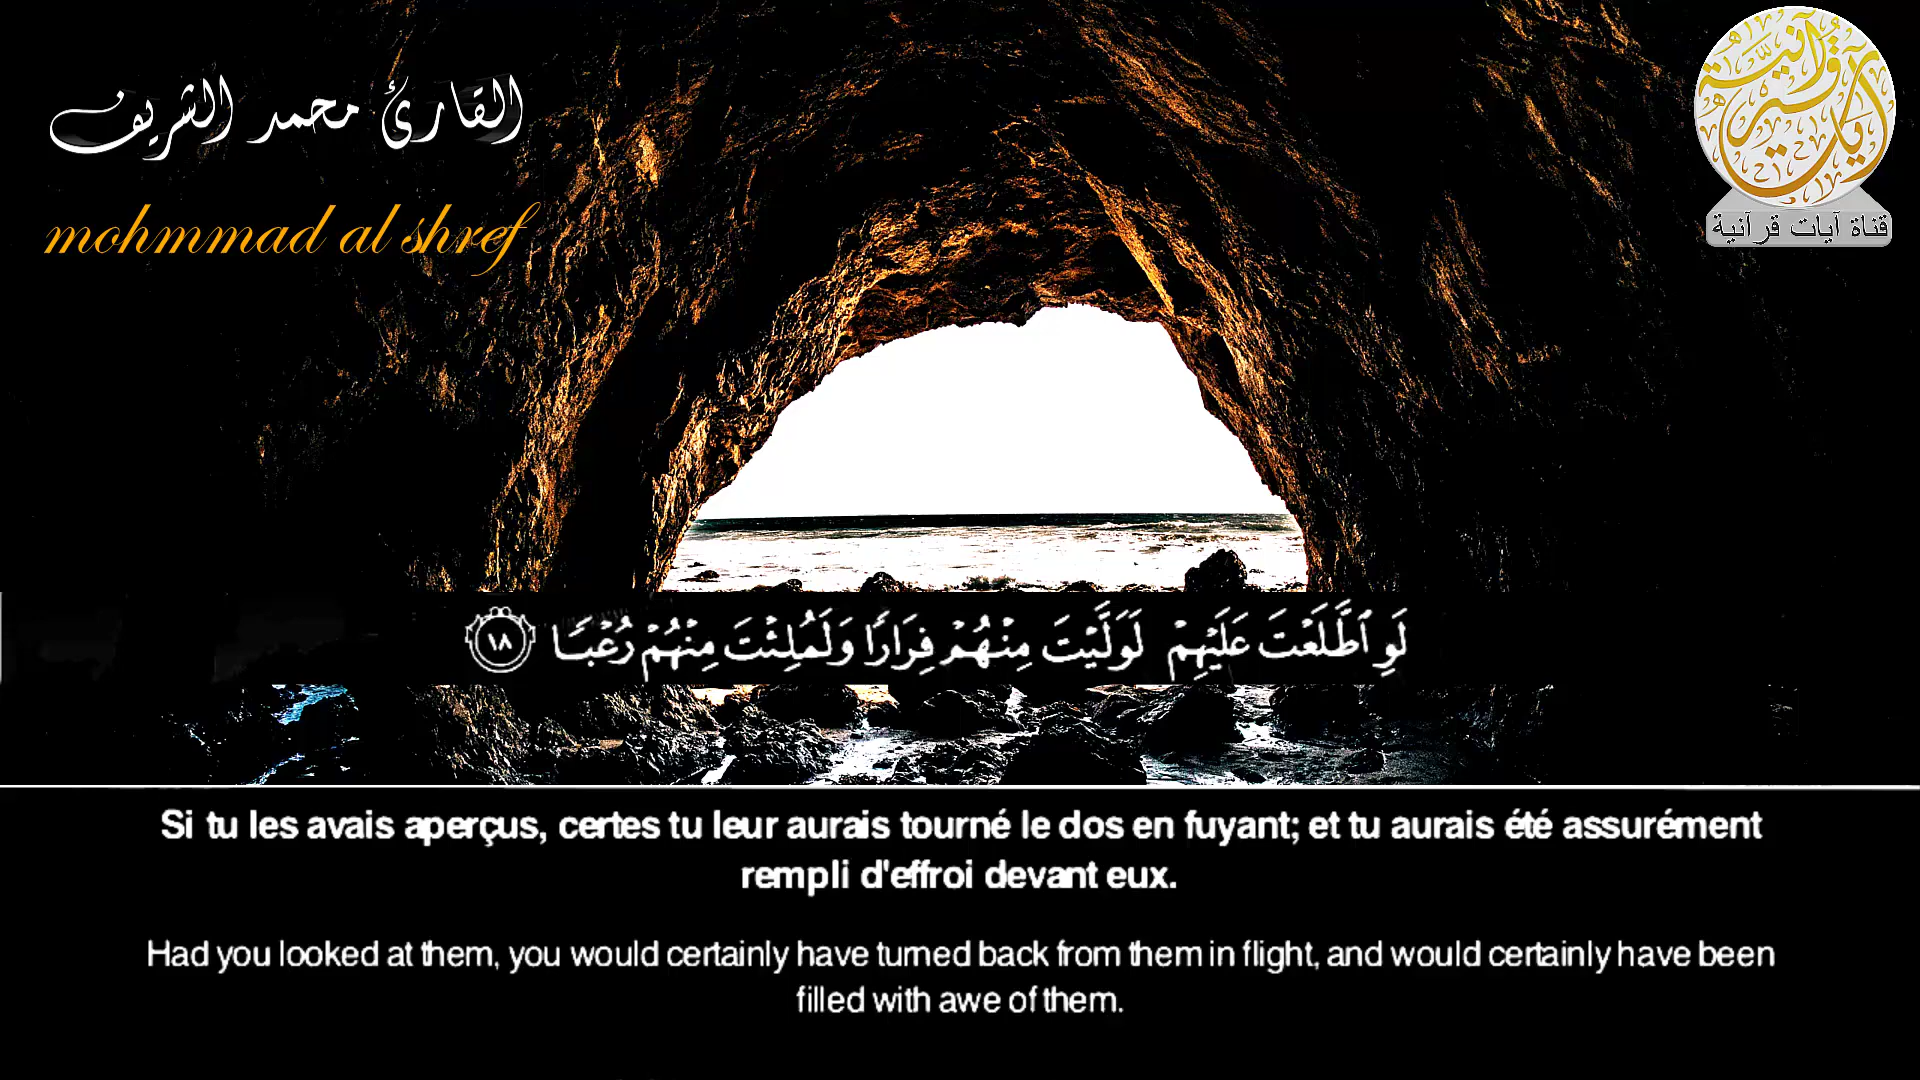 القارئ محمد الشريف
mohmmad al shref
آيات قرآنية
قناة آيات قرآنية
لَوِ ٱطَّلَعْتَ عَلَيْهِمْ لَوَلَّيْتَ مِنْهُمْ فِرَارًا وَلَمُلِئْتَ مِنْهُمْ رُعْبًا ١٨
Si tu les avais aperçus, certes tu leur aurais tourné le dos en fuyant; et tu aurais été assurément
rempli d'effroi devant eux.
Had you looked at them, you would certainly have turned back from them in flight, and would certainly have been
filled with awe of them.